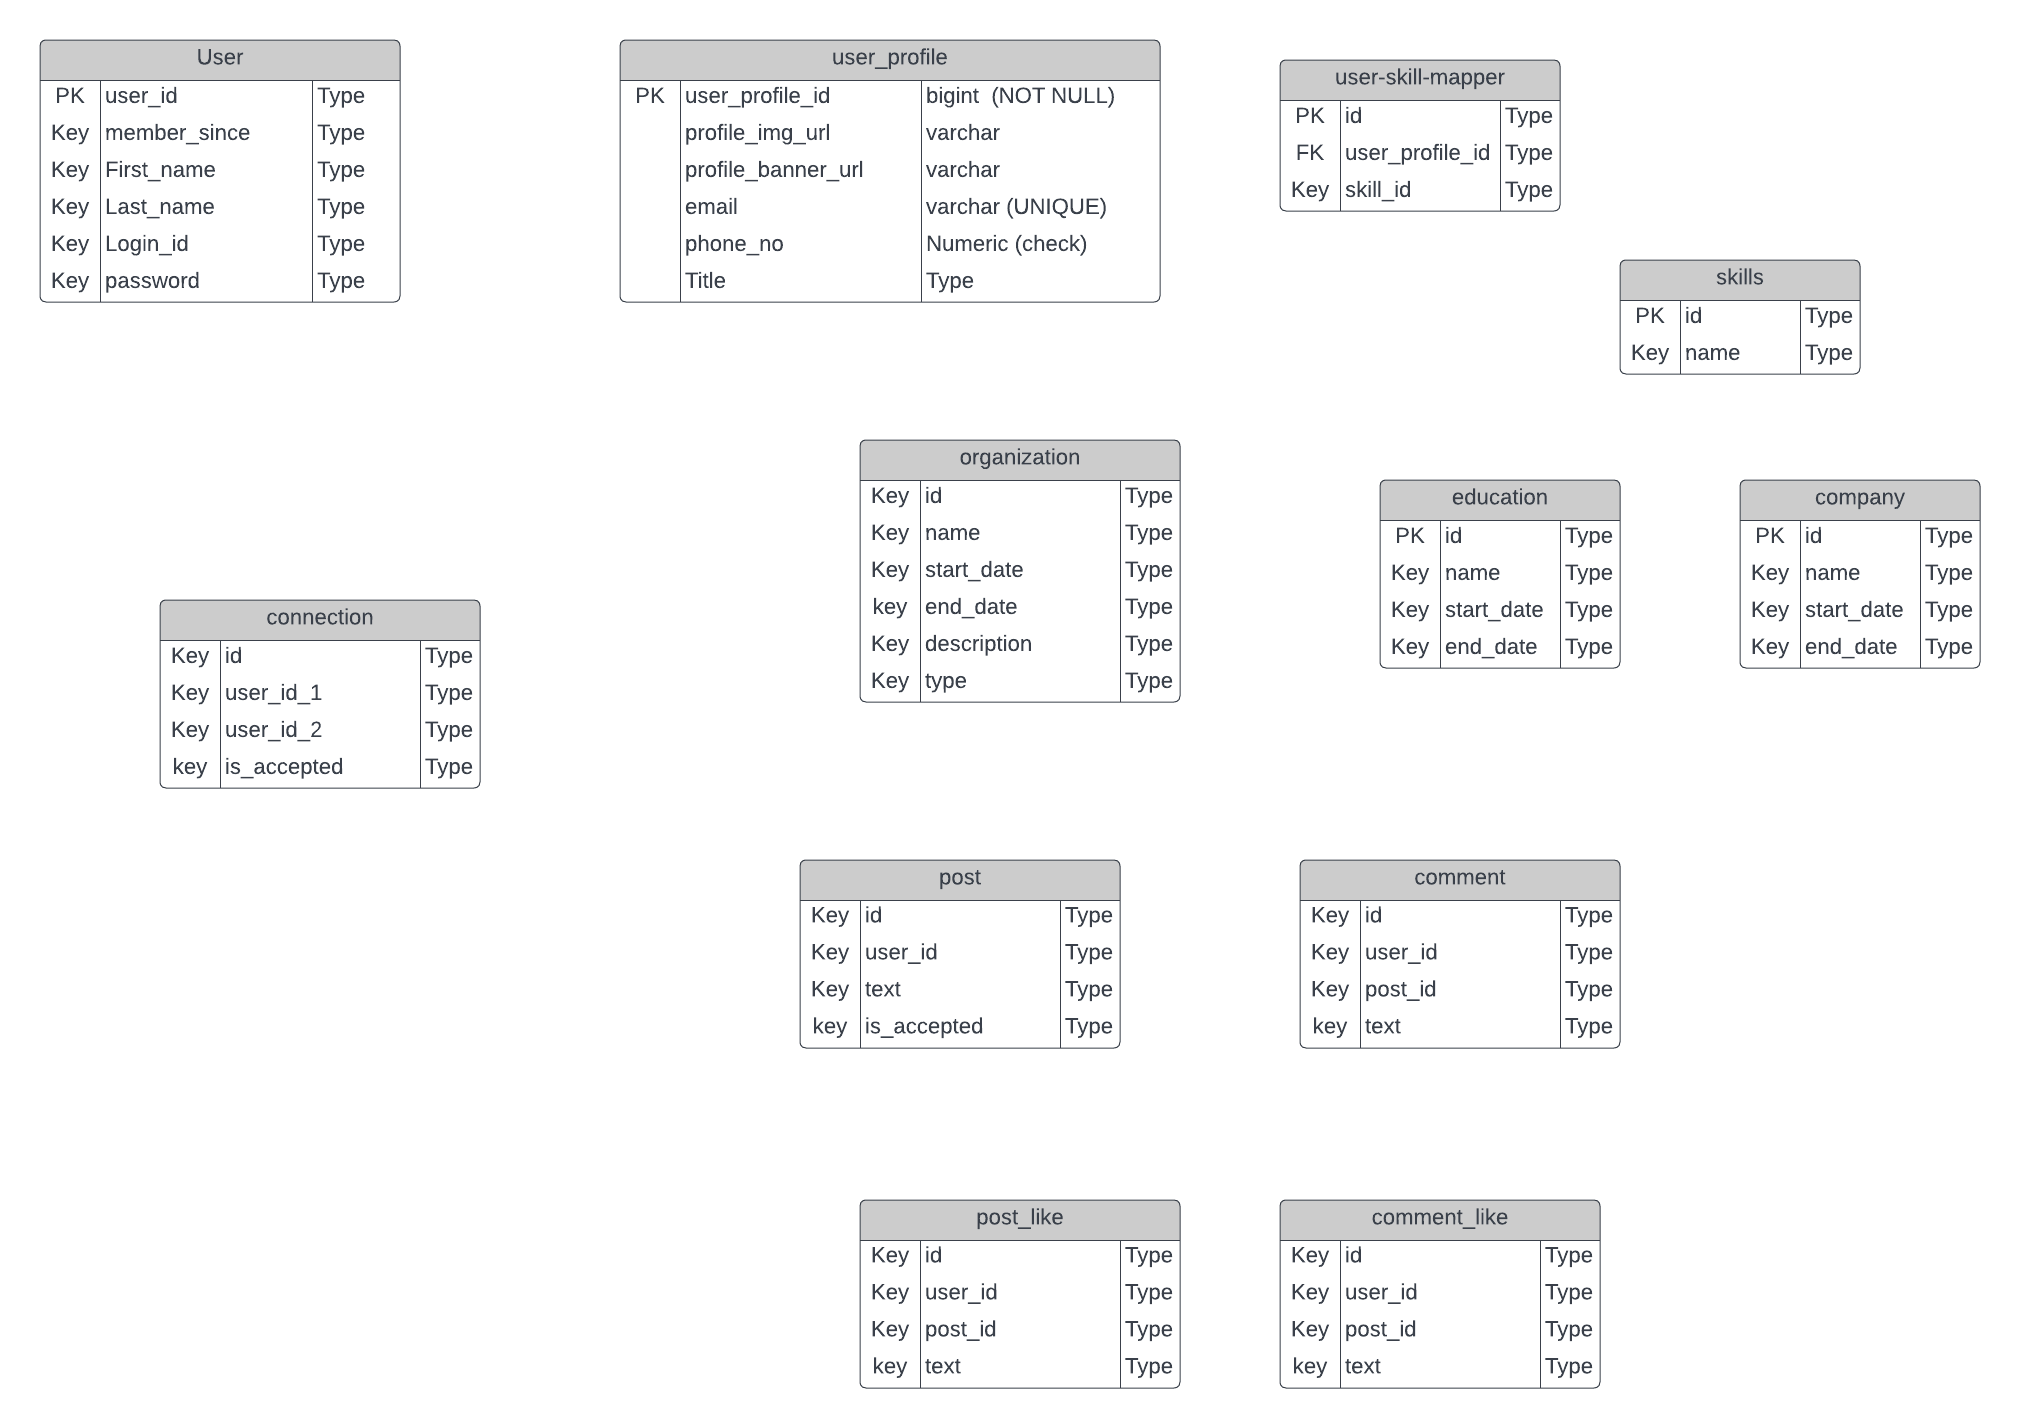 User
PK user_id Type
Key member_since Type
Key First_name Type
Key Last_name Type
Key Login_id Type
Key password Type
user_profile
PK user_profile_id bigint (NOT NULL)
profile_img_url varchar
profile_banner_url varchar
email varchar (UNIQUE)
phone_no Numeric (check)
Title Type
user-skill-mapper
PK id Type
FK user_profile_id Type
Key skill_id Type
skills
PK id Type
Key name Type
organization
Key id Type
Key name Type
Key start_date Type
key end_date Type
Key description Type
Key type Type
education
PK id Type
Key name Type
Key start_date Type
Key end_date Type
company
PK id Type
Key name Type
Key start_date Type
Key end_date Type
connection
Key id Type
Key user_id_1 Type
Key user_id_2 Type
key is_accepted Type
post
Key id Type
Key user_id Type
Key text Type
key is_accepted Type
comment
Key id Type
Key user_id Type
Key post_id Type
key text Type
post_like
Key id Type
Key user_id Type
Key post_id Type
key text Type
comment_like
Key id Type
Key user_id Type
Key post_id Type
key text Type